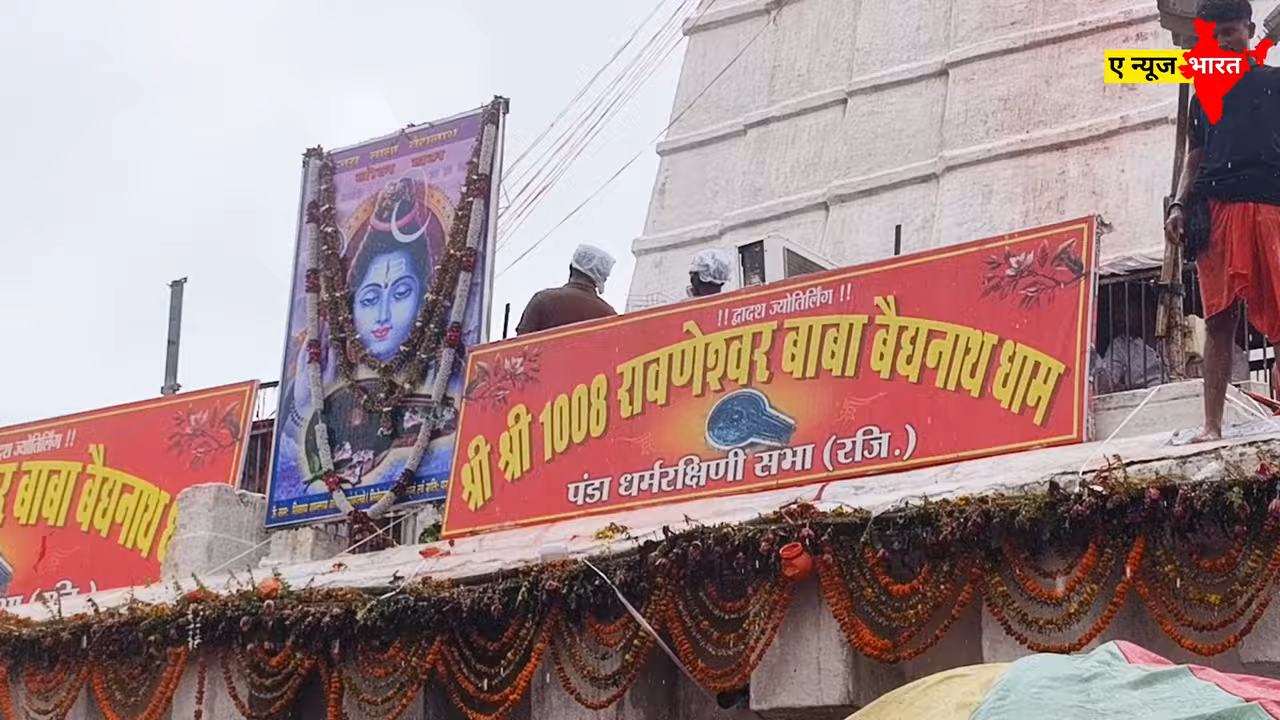 ए न्यूज भारत
!! द्वादश ज्योतिर्लिंग !!
श्री श्री 1008 रावणेश्वर बाबा बैद्यनाथ धाम
पंडा धर्मरक्षिणी सभा (रजि.)
ज्योतिर्लिंग !!
बाबा बैद्यनाथ